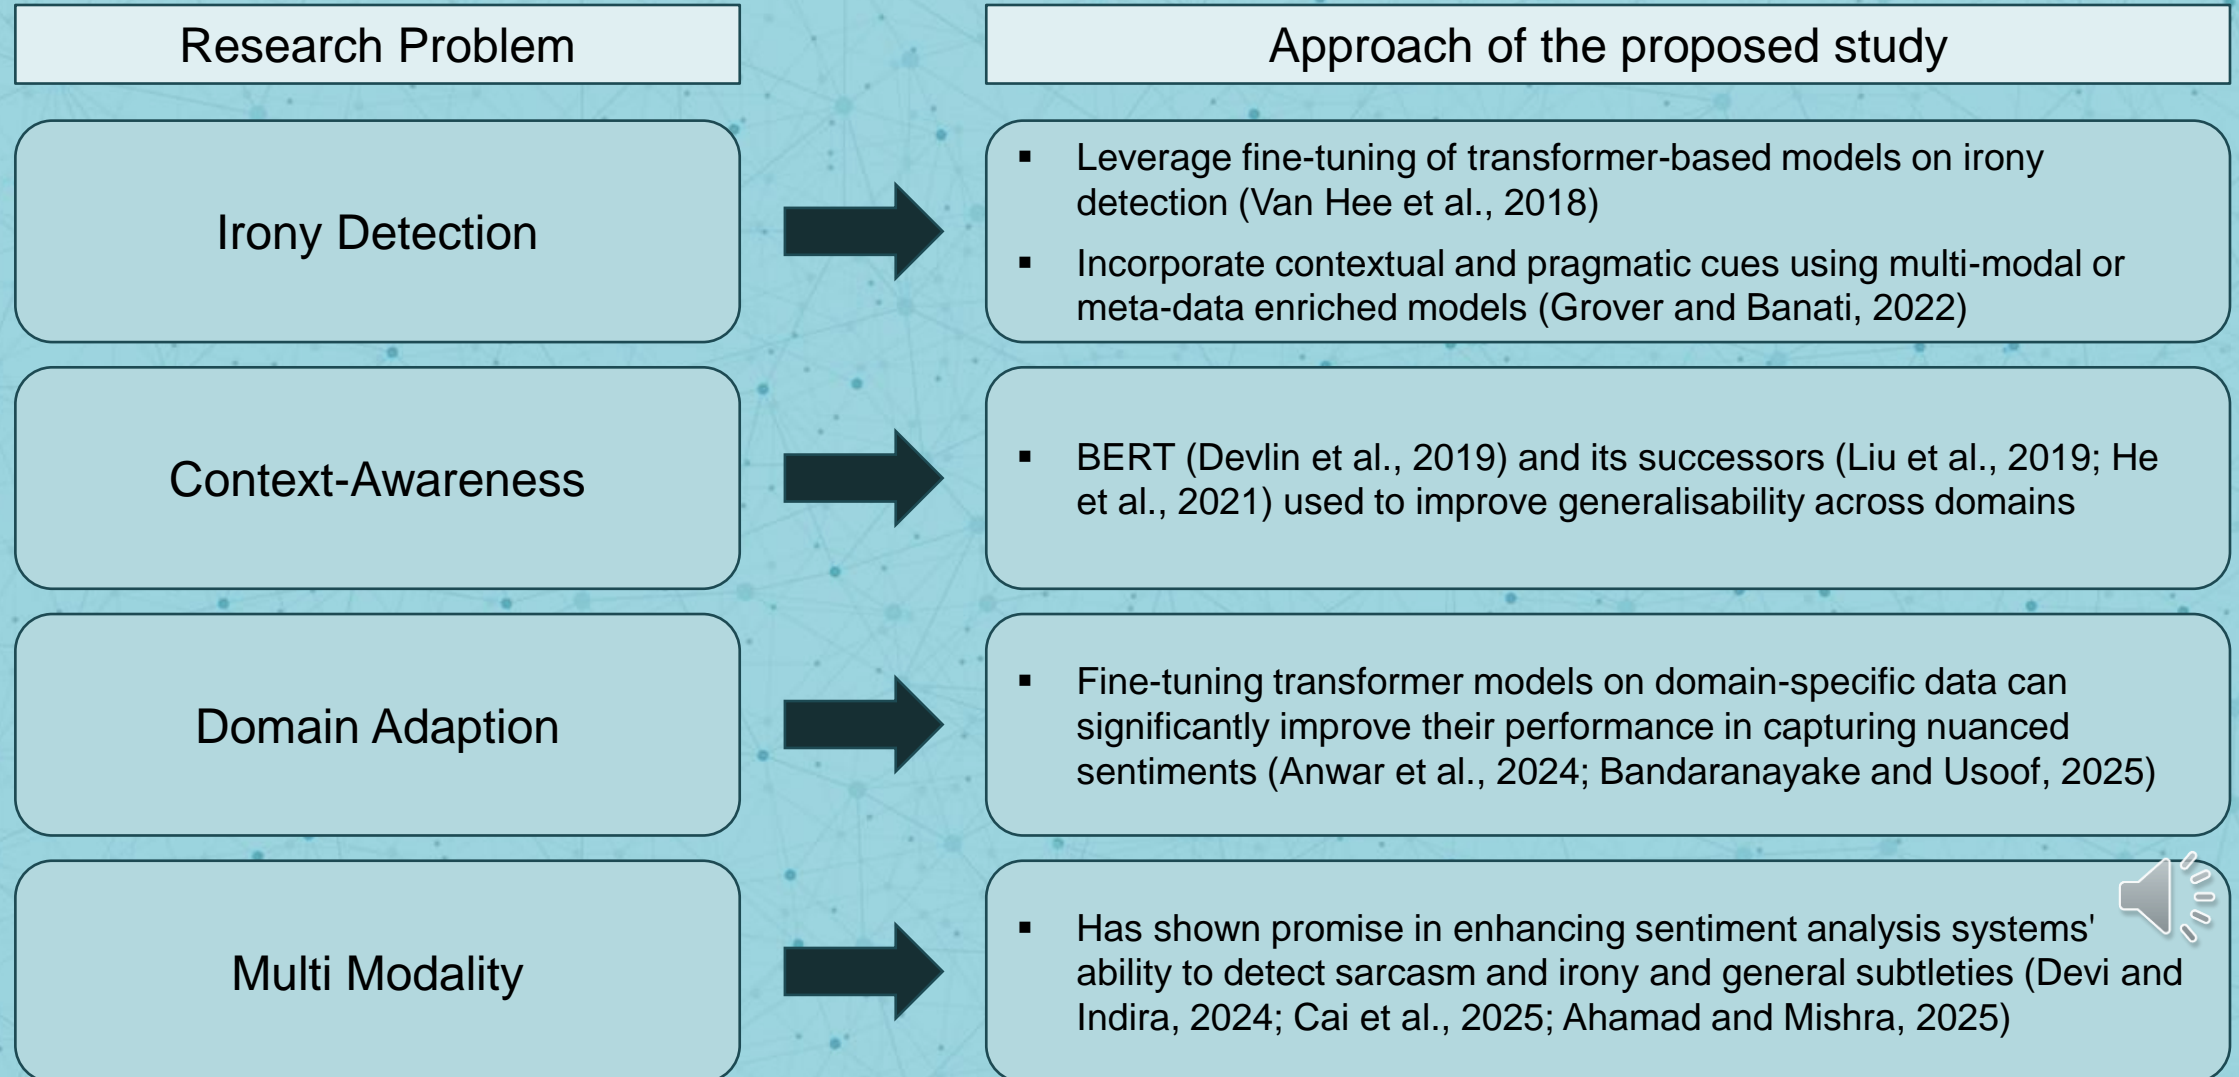 Research Problem
Approach of the proposed study
Irony Detection
▪ Leverage fine-tuning of transformer-based models on irony
detection (Van Hee et al., 2018)
▪ Incorporate contextual and pragmatic cues using multi-modal or
meta-data enriched models (Grover and Banati, 2022)
Context-Awareness
▪ BERT (Devlin et al., 2019) and its successors (Liu et al., 2019; He
et al., 2021) used to improve generalisability across domains
Domain Adaption
▪ Fine-tuning transformer models on domain-specific data can
significantly improve their performance in capturing nuanced
sentiments (Anwar et al., 2024; Bandaranayake and Usoof, 2025)
Multi Modality
▪ Has shown promise in enhancing sentiment analysis systems'
ability to detect sarcasm and irony and general subtleties (Devi and
Indira, 2024; Cai et al., 2025; Ahamad and Mishra, 2025)